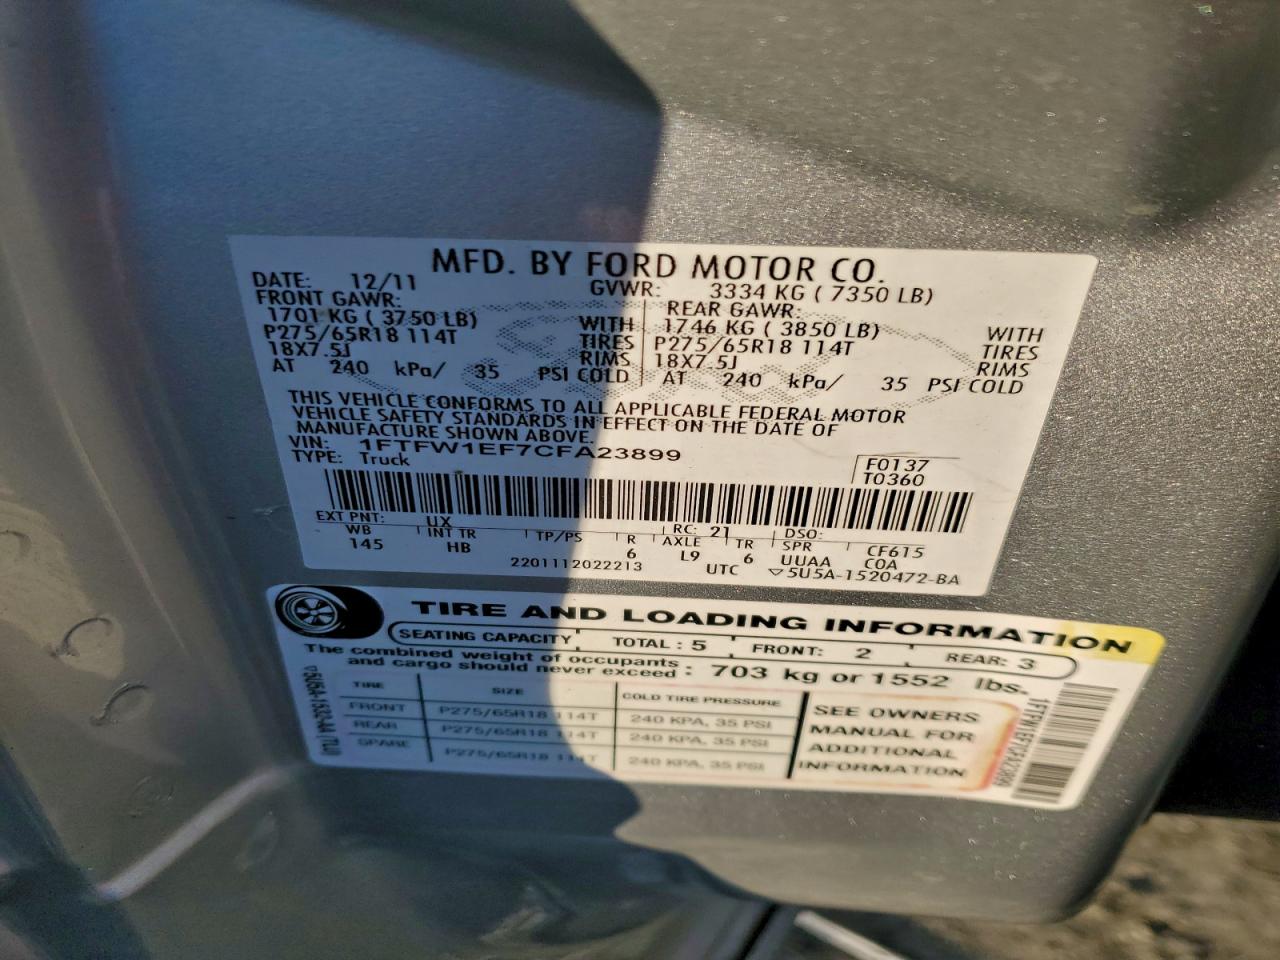 MFD. BY FORD MOTOR CO.
DATE: 12/11 GVWR: 3334 KG ( 7350 LB)
FRONT GAWR: REAR GAWR:
1701 KG ( 3750 LB) WITH 1746 KG ( 3850 LB) WITH
P275/65R18 114T TIRES P275/65R18 114T TIRES
18X7.5J RIMS 18X7.5J RIMS
AT 240 kPa/ 35 PSI COLD AT 240 kPa/ 35 PSI COLD
THIS VEHICLE CONFORMS TO ALL APPLICABLE FEDERAL MOTOR
VEHICLE SAFETY STANDARDS IN EFFECT ON THE DATE OF
MANUFACTURE SHOWN ABOVE.
VIN: 1FTFW1EF7CFA23899
TYPE: Truck
F0137
T0360
EXT PNT: UX RC: 21 DSO:
WB INT TR TP/PS R AXLE TR SPR CF615
145 HB 6 L9 6 UUAA COA
2201112022213 UTC ▽5U5A-1520472-BA
TIRE AND LOADING INFORMATION
SEATING CAPACITY TOTAL : 5 FRONT: 2 REAR: 3
The combined weight of occupants
and cargo should never exceed : 703 kg or 1552 lbs.
TIRE SIZE COLD TIRE PRESSURE
FRONT P275/65R18 114T 240 KPA, 35 PSI
REAR P275/65R18 114T 240 KPA, 35 PSI
SPARE P275/65R18 114T 240 KPA, 35 PSI
SEE OWNERS
MANUAL FOR
ADDITIONAL
INFORMATION
1FTFW1EF7CFA23899